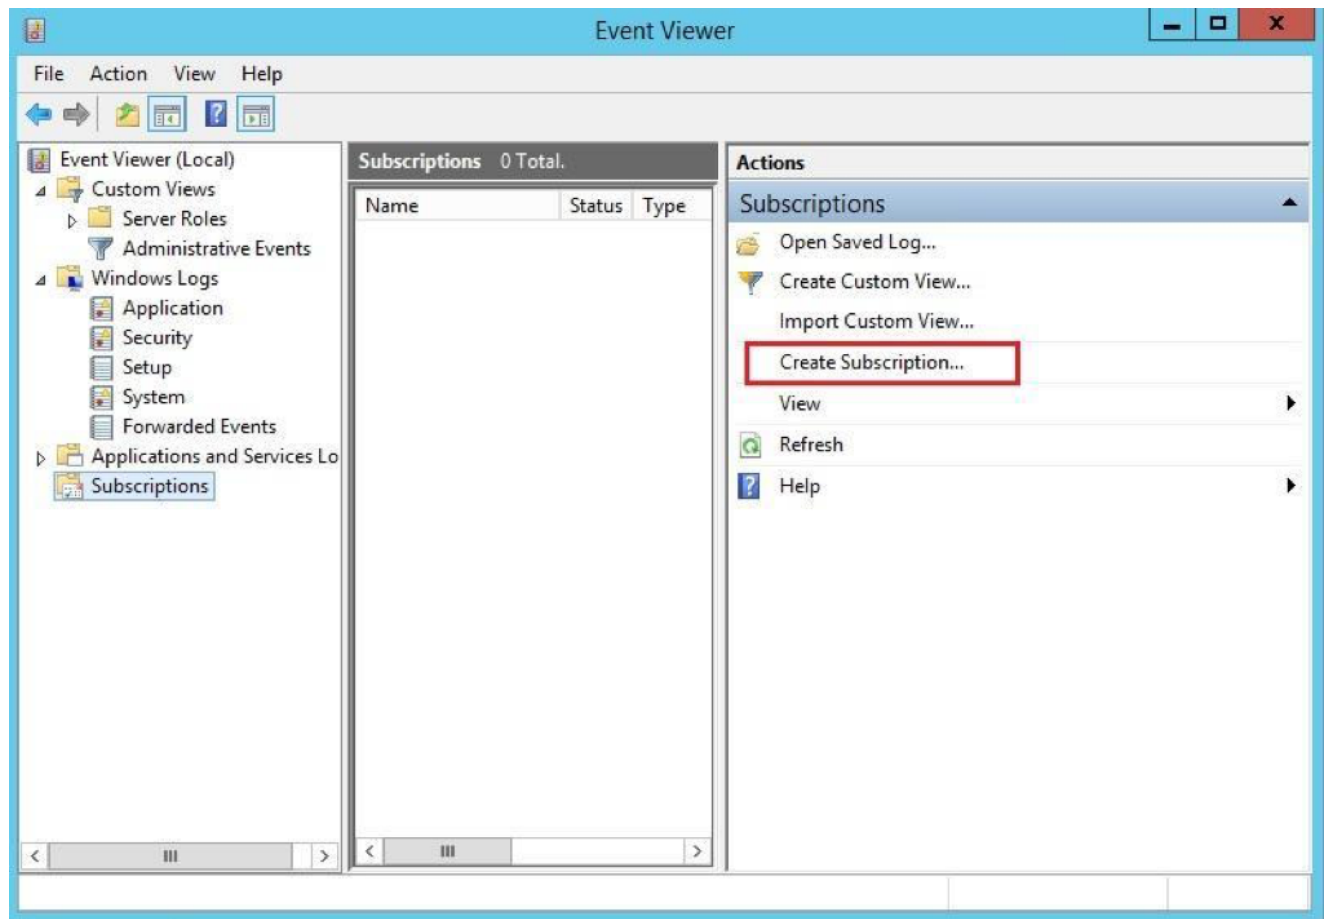 Event Viewer
File Action View Help
Event Viewer (Local)
Custom Views
Server Roles
Administrative Events
Windows Logs
Application
Security
Setup
System
Forwarded Events
Applications and Services Lo
Subscriptions
Subscriptions 0 Total.
Name Status Type
Actions
Subscriptions
Open Saved Log...
Create Custom View...
Import Custom View...
Create Subscription...
View
Refresh
Help